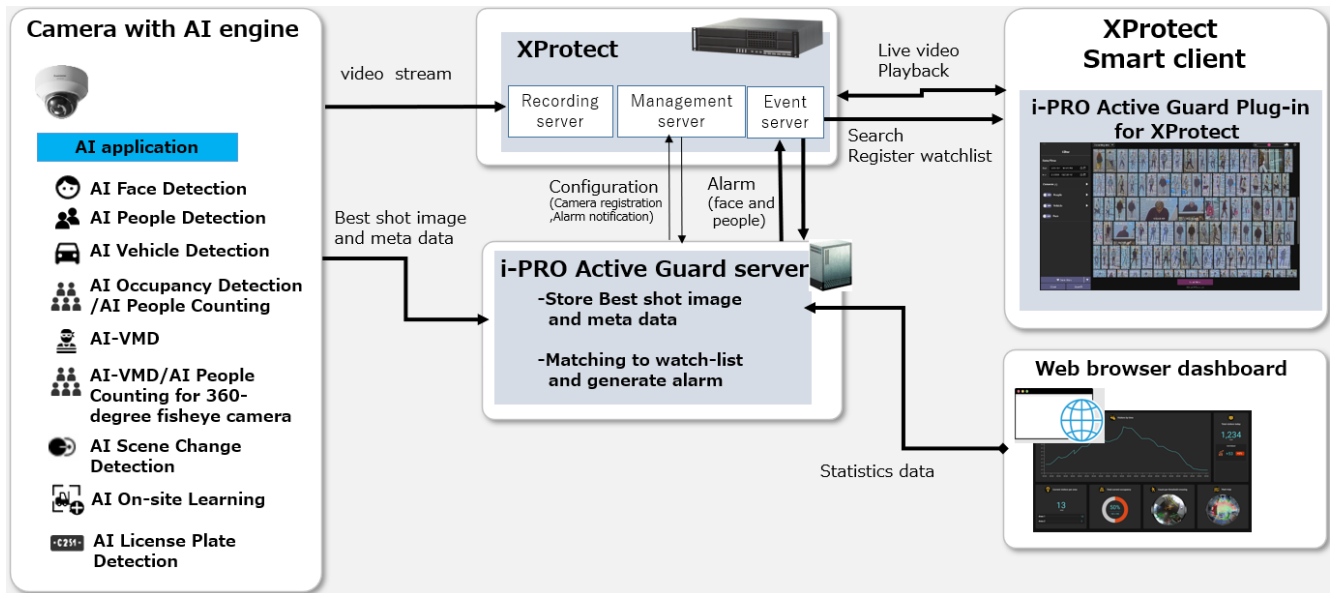 Camera with AI engine
AI application
AI Face Detection
AI People Detection
AI Vehicle Detection
AI Occupancy Detection
/AI People Counting
AI-VMD
AI-VMD/AI People
Counting for 360-
degree fisheye camera
AI Scene Change
Detection
AI On-site Learning
·C251·
AI License Plate
Detection
video stream
Best shot image
and meta data
XProtect
Recording
server
Management
server
Event
server
Configuration
(Camera registration
,Alarm notification)
Alarm
(face and
people)
i-PRO Active Guard server
-Store Best shot image
and meta data
-Matching to watch-list
and generate alarm
Live video
Playback
Search
Register watchlist
Statistics data
XProtect
Smart client
i-PRO Active Guard Plug-in
for XProtect
Web browser dashboard
1,234
13
50%